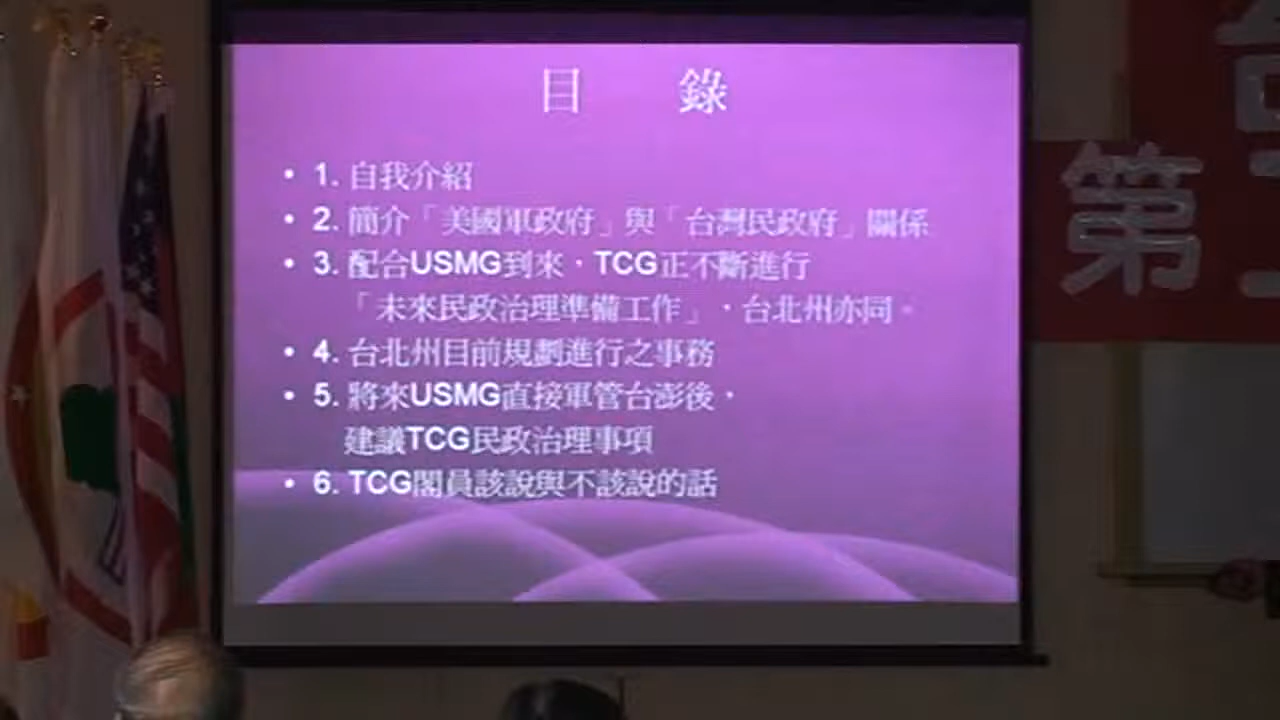 目 錄
• 1. 自我介紹
• 2. 簡介「美國軍政府」與「台灣民政府」關係
• 3. 配合USMG到來，TCG正不斷進行
「未來民政治理準備工作」，台北州亦同。
• 4. 台北州目前規劃進行之事務
• 5. 將來USMG直接軍管台澎後，
建議TCG民政治理事項
• 6. TCG閣員該說與不該說的話
第